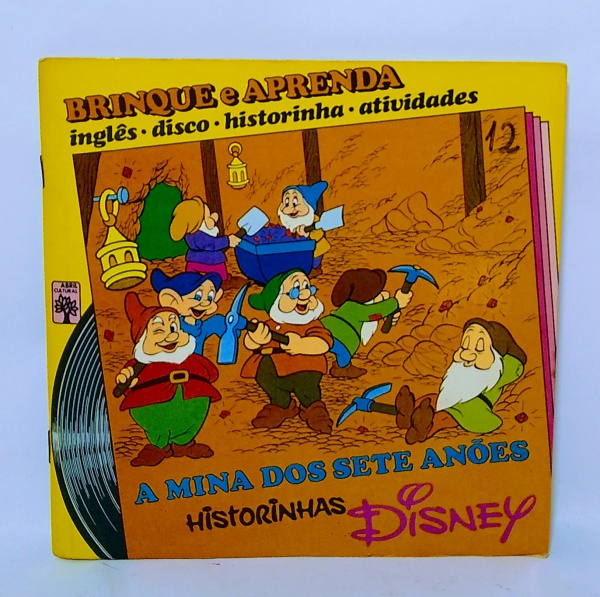 BRINQUE e APRENDA
inglês · disco · historinha · atividades
12
ABRIL
CULTURAL
A MINA DOS SETE ANÕES
HISTORINHAS
DISNEY